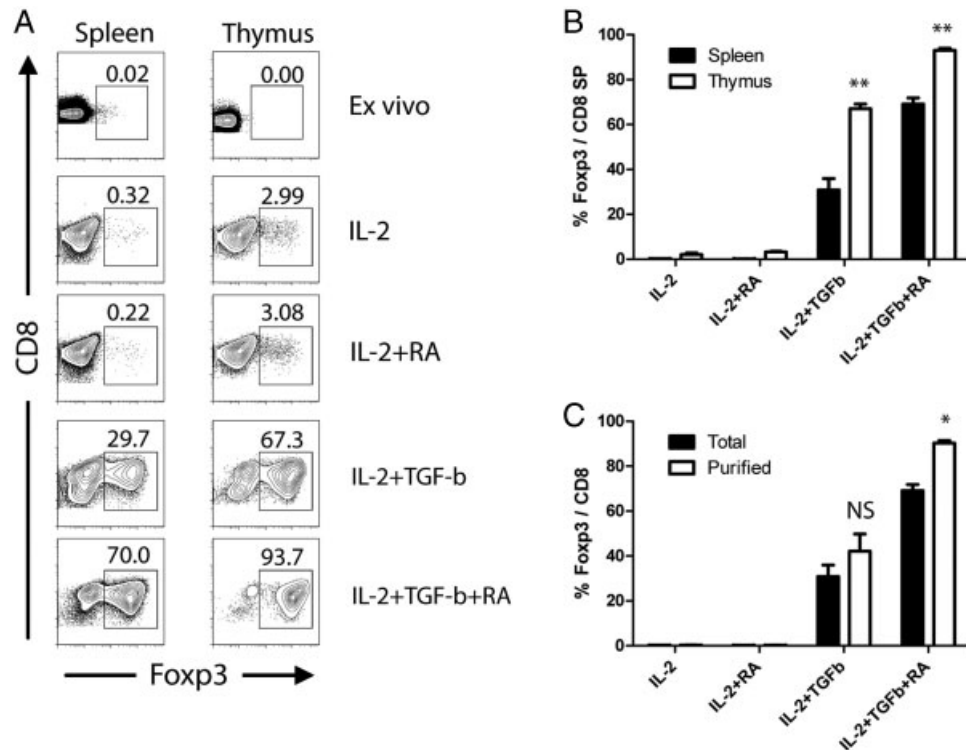 A
Spleen Thymus
0.02 0.00
Ex vivo
0.32 2.99
IL-2
0.22 3.08
IL-2+RA
29.7 67.3
IL-2+TGF-b
70.0 93.7
IL-2+TGF-b+RA
CD8
Foxp3
B
% Foxp3 / CD8 SP
100
80
60
40
20
0
Spleen
Thymus
**
**
IL-2
IL-2+RA
IL-2+TGFb
IL-2+TGFb+RA
C
% Foxp3 / CD8
100
80
60
40
20
0
Total
Purified
NS
*
IL-2
IL-2+RA
IL-2+TGFb
IL-2+TGFb+RA